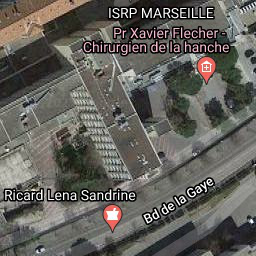 ISRP MARSEILLE
Pr Xavier Flecher -
Chirurgien de la hanche
Ricard Lena Sandrine
Bd de la Gaye